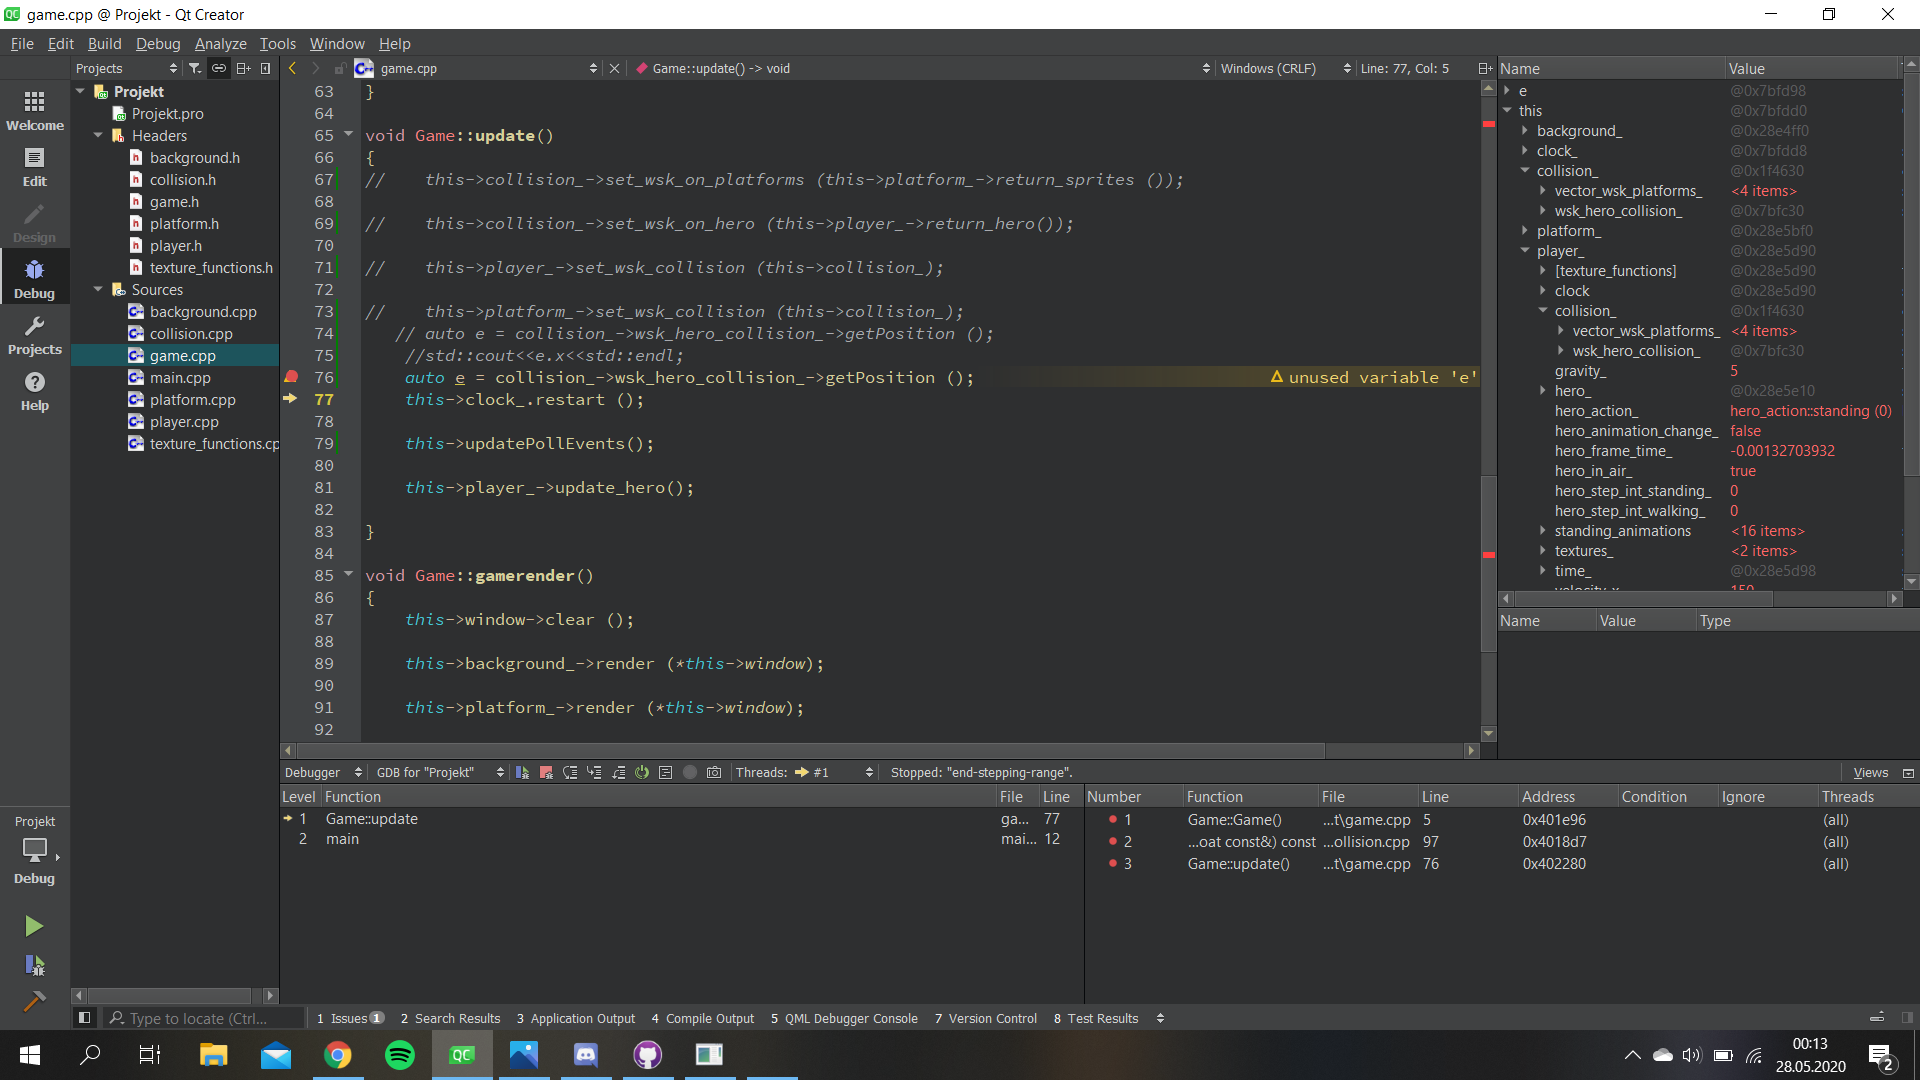 game.cpp @ Projekt - Qt Creator
File Edit Build Debug Analyze Tools Window Help
Projects
game.cpp
Game::update() -> void
Windows (CRLF)
Line: 77, Col: 5
Welcome
Edit
Design
Debug
Projects
Help
Projekt
Debug
Projekt
Projekt.pro
Headers
background.h
collision.h
game.h
platform.h
player.h
texture_functions.h
Sources
background.cpp
collision.cpp
game.cpp
main.cpp
platform.cpp
player.cpp
texture_functions.cp
63 }
64
65 void Game::update()
66 {
67 // this->collision_->set_wsk_on_platforms (this->platform_->return_sprites ());
68
69 // this->collision_->set_wsk_on_hero (this->player_->return_hero());
70
71 // this->player_->set_wsk_collision (this->collision_);
72
73 // this->platform_->set_wsk_collision (this->collision_);
74 // auto e = collision_->wsk_hero_collision_->getPosition ();
75 //std::cout<<e.x<<std::endl;
76 auto e = collision_->wsk_hero_collision_->getPosition (); unused variable 'e'
77 this->clock_.restart ();
78
79 this->updatePollEvents();
80
81 this->player_->update_hero();
82
83 }
84
85 void Game::gamerender()
86 {
87 this->window->clear ();
88
89 this->background_->render (*this->window);
90
91 this->platform_->render (*this->window);
92
Name Value
e @0x7bfd98
this @0x7bfdd0
background_ @0x28e4ff0
clock_ @0x7bfdd8
collision_ @0x1f4630
vector_wsk_platforms_ <4 items>
wsk_hero_collision_ @0x7bfc30
platform_ @0x28e5bf0
player_ @0x28e5d90
[texture_functions] @0x28e5d90
clock @0x28e5d90
collision_ @0x1f4630
vector_wsk_platforms_ <4 items>
wsk_hero_collision_ @0x7bfc30
gravity_ 5
hero_ @0x28e5e10
hero_action_ hero_action::standing (0)
hero_animation_change_ false
hero_frame_time_ -0.00132703932
hero_in_air_ true
hero_step_int_standing_ 0
hero_step_int_walking_ 0
standing_animations <16 items>
textures_ <2 items>
time_ @0x28e5d98
velocity_x 150
Name Value Type
Debugger GDB for "Projekt" Threads: #1 Stopped: "end-stepping-range". Views
Level Function File Line
1 Game::update ga... 77
2 main mai... 12
Number Function File Line Address Condition Ignore Threads
1 Game::Game() ...t\game.cpp 5 0x401e96 (all)
2 ...oat const&) const ...ollision.cpp 97 0x4018d7 (all)
3 Game::update() ...t\game.cpp 76 0x402280 (all)
Type to locate (Ctrl... 1 Issues 1 2 Search Results 3 Application Output 4 Compile Output 5 QML Debugger Console 7 Version Control 8 Test Results
QC
00:13
28.05.2020
2